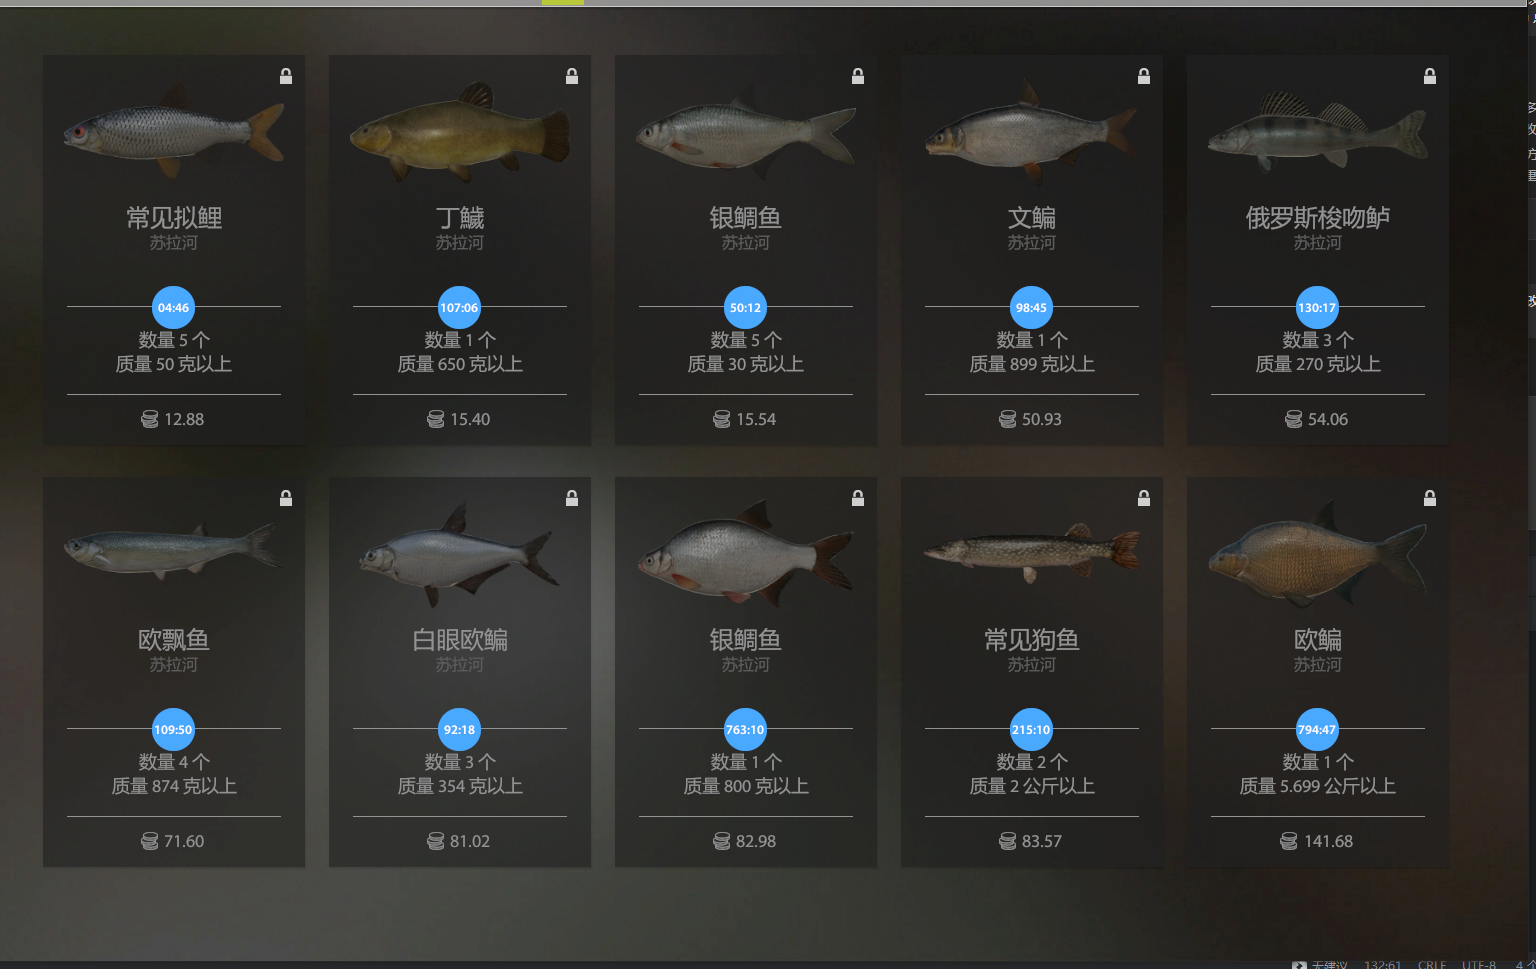 常见拟鲤
苏拉河
04:46
数量 5 个
质量 50 克以上
12.88
丁鱥
苏拉河
107:06
数量 1 个
质量 650 克以上
15.40
银鲷鱼
苏拉河
50:12
数量 5 个
质量 30 克以上
15.54
文鳊
苏拉河
98:45
数量 1 个
质量 899 克以上
50.93
俄罗斯梭吻鲈
苏拉河
130:17
数量 3 个
质量 270 克以上
54.06
欧飘鱼
苏拉河
109:50
数量 4 个
质量 874 克以上
71.60
白眼欧鳊
苏拉河
92:18
数量 3 个
质量 354 克以上
81.02
银鲷鱼
苏拉河
763:10
数量 1 个
质量 800 克以上
82.98
常见狗鱼
苏拉河
215:10
数量 2 个
质量 2 公斤以上
83.57
欧鳊
苏拉河
794:47
数量 1 个
质量 5.699 公斤以上
141.68
无建议 132:61 CRLF UTF-8 4 个